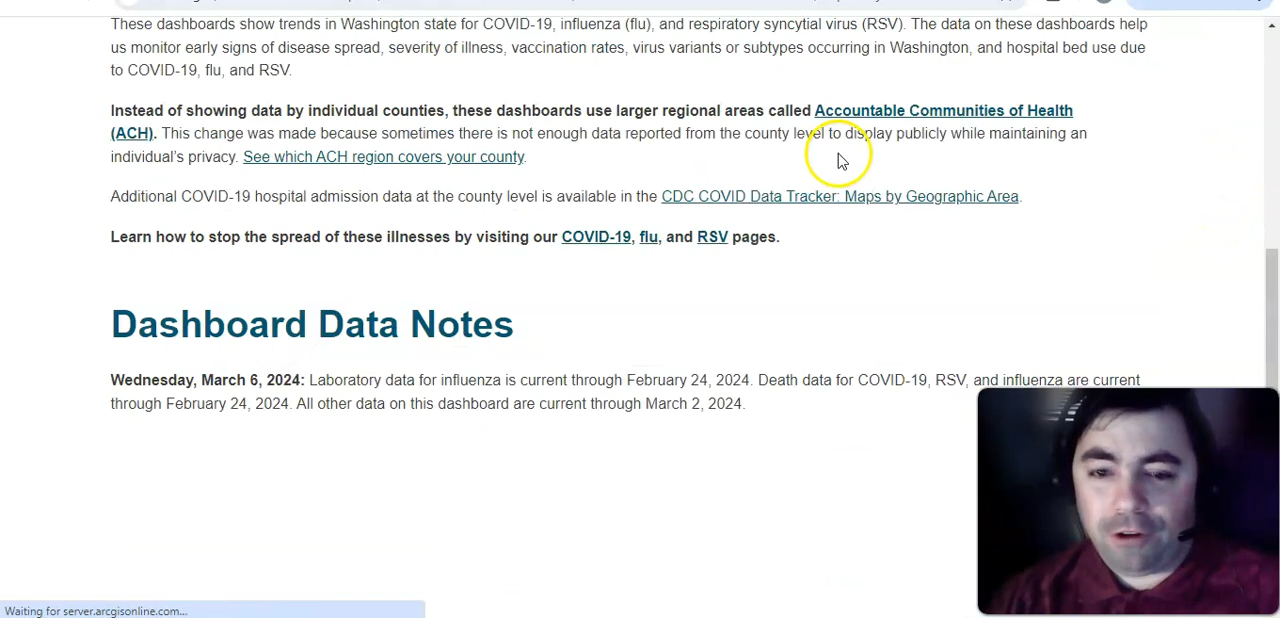 These dashboards show trends in Washington state for COVID-19, influenza (flu), and respiratory syncytial virus (RSV). The data on these dashboards help
us monitor early signs of disease spread, severity of illness, vaccination rates, virus variants or subtypes occurring in Washington, and hospital bed use due
to COVID-19, flu, and RSV.
Instead of showing data by individual counties, these dashboards use larger regional areas called Accountable Communities of Health
(ACH). This change was made because sometimes there is not enough data reported from the county level to display publicly while maintaining an
individual's privacy. See which ACH region covers your county.
Additional COVID-19 hospital admission data at the county level is available in the CDC COVID Data Tracker: Maps by Geographic Area.
Learn how to stop the spread of these illnesses by visiting our COVID-19, flu, and RSV pages.
Dashboard Data Notes
Wednesday, March 6, 2024: Laboratory data for influenza is current through February 24, 2024. Death data for COVID-19, RSV, and influenza are current
through February 24, 2024. All other data on this dashboard are current through March 2, 2024.
Waiting for server.arcgisonline.com...